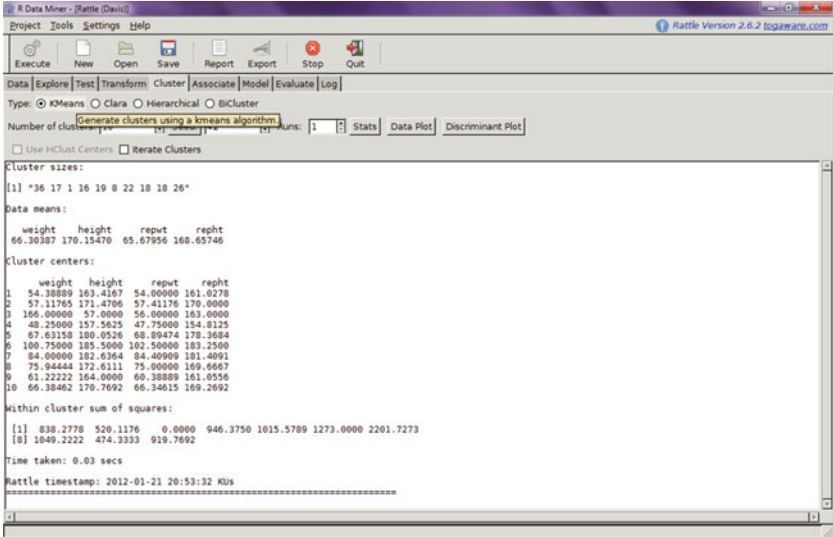 R Data Miner - [Rattle (Davis)]
Project Tools Settings Help
Rattle Version 2.6.2 togaware.com
Execute New Open Save Report Export Stop Quit
Data Explore Test Transform Cluster Associate Model Evaluate Log
Type: KMeans Clara Hierarchical BiCluster
Generate clusters using a kmeans algorithm.
Number of clusters: 10 Seed: 42 Runs: 1 Stats Data Plot Discriminant Plot
Use HClust Centers Iterate Clusters
Cluster sizes:
[1] "36 17 1 16 19 8 22 18 18 26"
Data means:
weight height repwt repht
66.30387 170.15470 65.67956 168.65746
Cluster centers:
weight height repwt repht
1 54.38889 163.4167 54.00000 161.0278
2 57.11765 171.4706 57.41176 170.0000
3 166.00000 57.0000 56.00000 163.0000
4 48.25000 157.5625 47.75000 154.8125
5 67.63158 180.0526 68.89474 178.3684
6 100.75000 185.5000 102.50000 183.2500
7 84.00000 182.6364 84.40909 181.4091
8 75.94444 172.6111 75.00000 169.6667
9 61.22222 164.0000 60.38889 161.0556
10 66.38462 170.7692 66.34615 169.2692
Within cluster sum of squares:
[1] 838.2778 520.1176 0.0000 946.3750 1015.5789 1273.0000 2201.7273
[8] 1049.2222 474.3333 919.7692
Time taken: 0.03 secs
Rattle timestamp: 2012-01-21 20:53:32 KUs
======================================================================